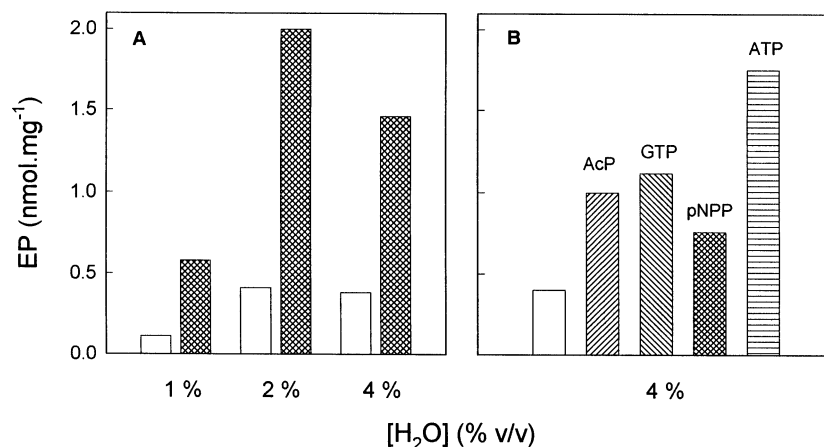 A
B
ATP
GTP
AcP
pNPP
2.0
1.5
1.0
0.5
0.0
EP (nmol.mg⁻¹)
1 %
2 %
4 %
4 %
[H₂O] (% v/v)